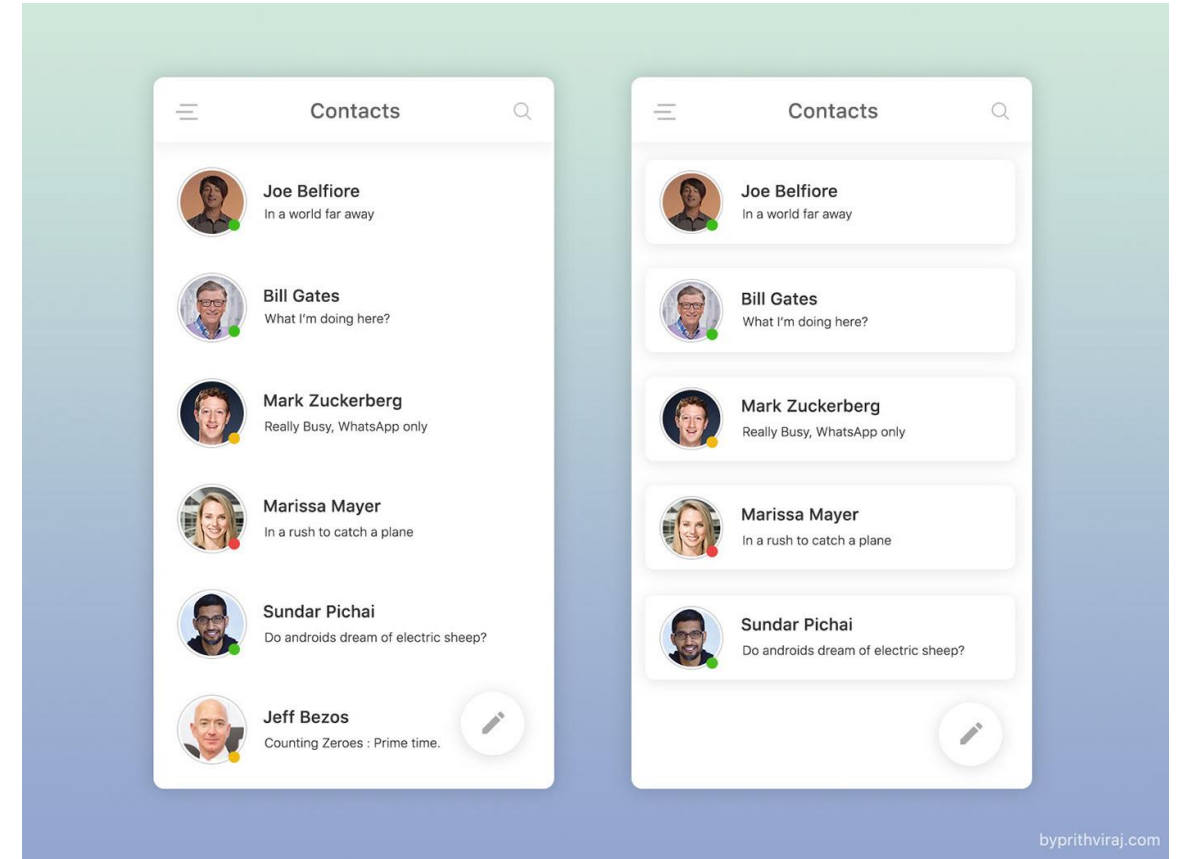 Contacts
Joe Belfiore
In a world far away
Bill Gates
What I'm doing here?
Mark Zuckerberg
Really Busy, WhatsApp only
Marissa Mayer
In a rush to catch a plane
Sundar Pichai
Do androids dream of electric sheep?
Jeff Bezos
Counting Zeroes : Prime time.
Contacts
Joe Belfiore
In a world far away
Bill Gates
What I'm doing here?
Mark Zuckerberg
Really Busy, WhatsApp only
Marissa Mayer
In a rush to catch a plane
Sundar Pichai
Do androids dream of electric sheep?
byprithviraj.com